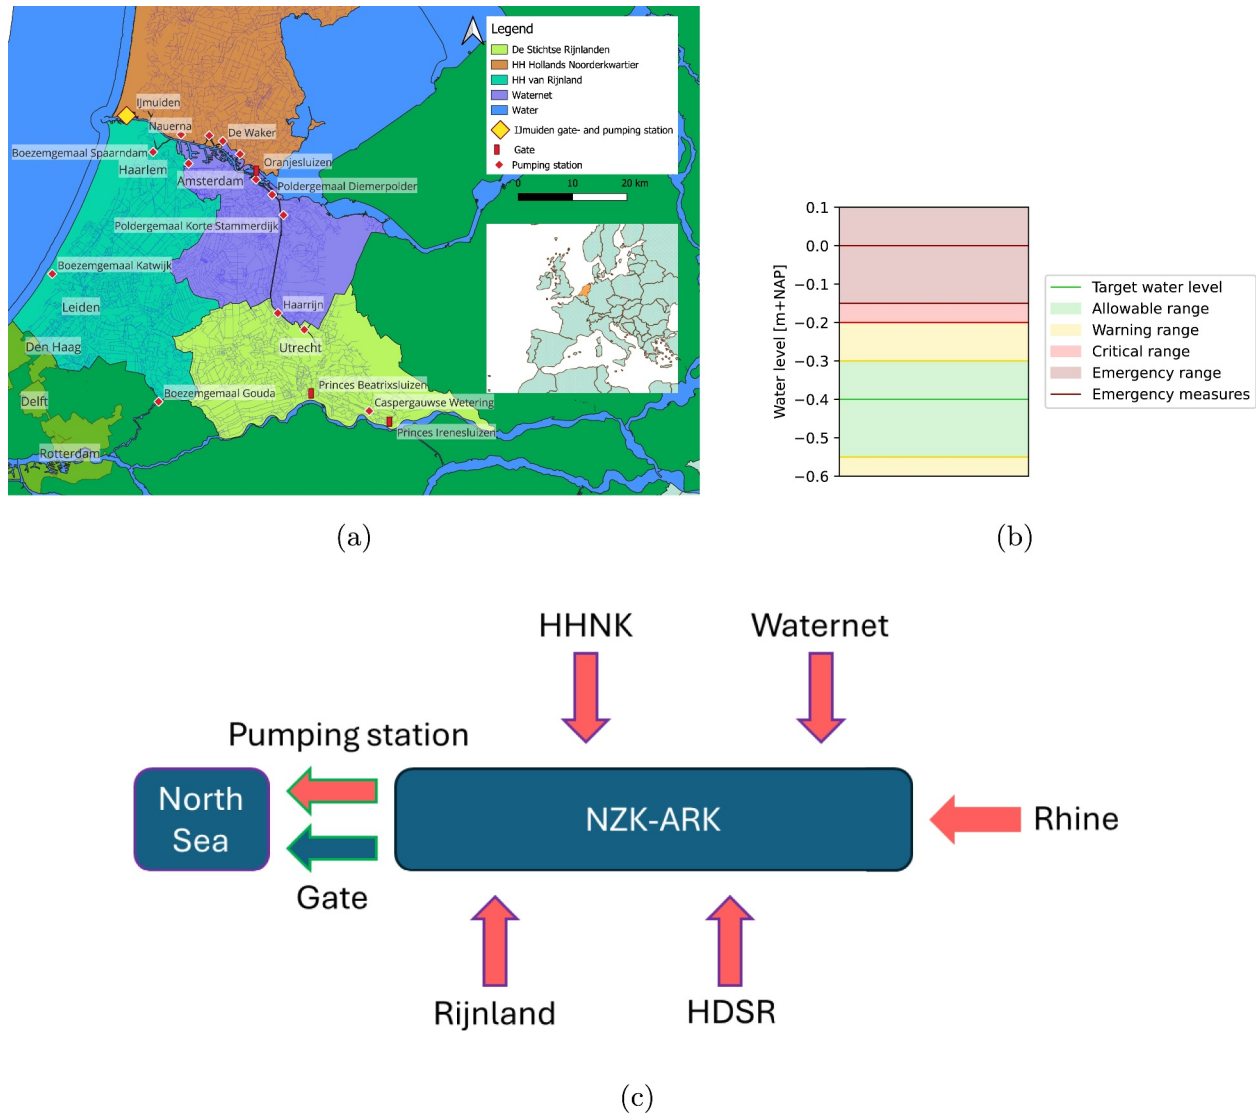 Legend
De Stichtse Rijnlanden
HH Hollands Noorderkwartier
HH van Rijnland
Waternet
Water
IJmuiden gate- and pumping station
Gate
Pumping station
0 10 20 km
IJmuiden
Nauerna
De Waker
Boezemgemaal Spaarndam
Oranjesluizen
Haarlem
Amsterdam
Poldergemaal Diemerpolder
Poldergemaal Korte Stammerdijk
Boezemgemaal Katwijk
Leiden
Haarrijn
Den Haag
Utrecht
Princes Beatrixsluizen
Boezemgemaal Gouda
Delft
Caspergauwse Wetering
Princes Irenesluizen
Rotterdam
(a)
Water level [m+NAP]
0.1
0.0
−0.1
−0.2
−0.3
−0.4
−0.5
−0.6
Target water level
Allowable range
Warning range
Critical range
Emergency range
Emergency measures
(b)
HHNK
Waternet
Pumping station
North
Sea
NZK-ARK
Rhine
Gate
Rijnland
HDSR
(c)